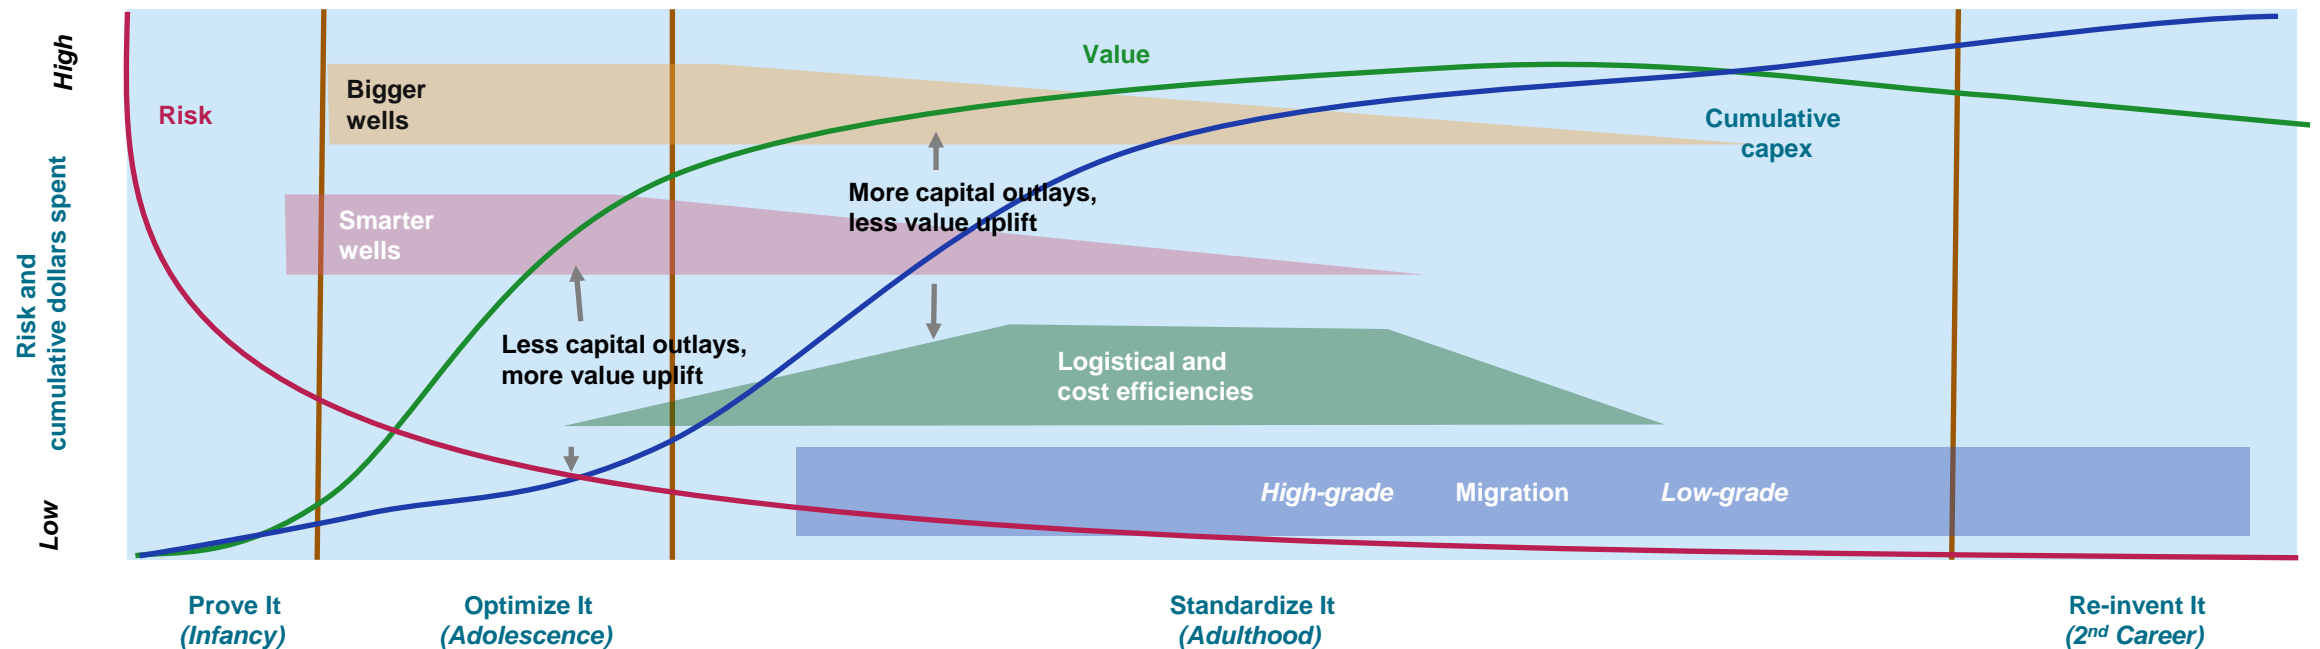 High
Low
Risk and
cumulative dollars spent
Risk
Value
Cumulative
capex
Bigger
wells
Smarter
wells
More capital outlays,
less value uplift
Less capital outlays,
more value uplift
Logistical and
cost efficiencies
High-grade Migration Low-grade
Prove It
(Infancy)
Optimize It
(Adolescence)
Standardize It
(Adulthood)
Re-invent It
(2nd Career)